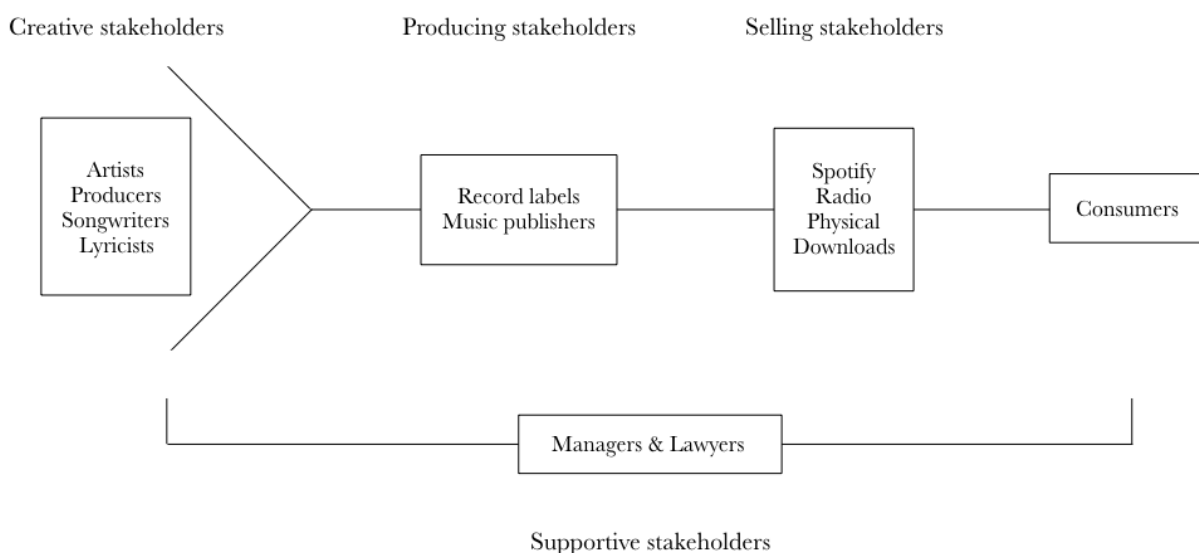 Creative stakeholders
Producing stakeholders
Selling stakeholders
Artists
Producers
Songwriters
Lyricists
Record labels
Music publishers
Spotify
Radio
Physical
Downloads
Consumers
Managers & Lawyers
Supportive stakeholders